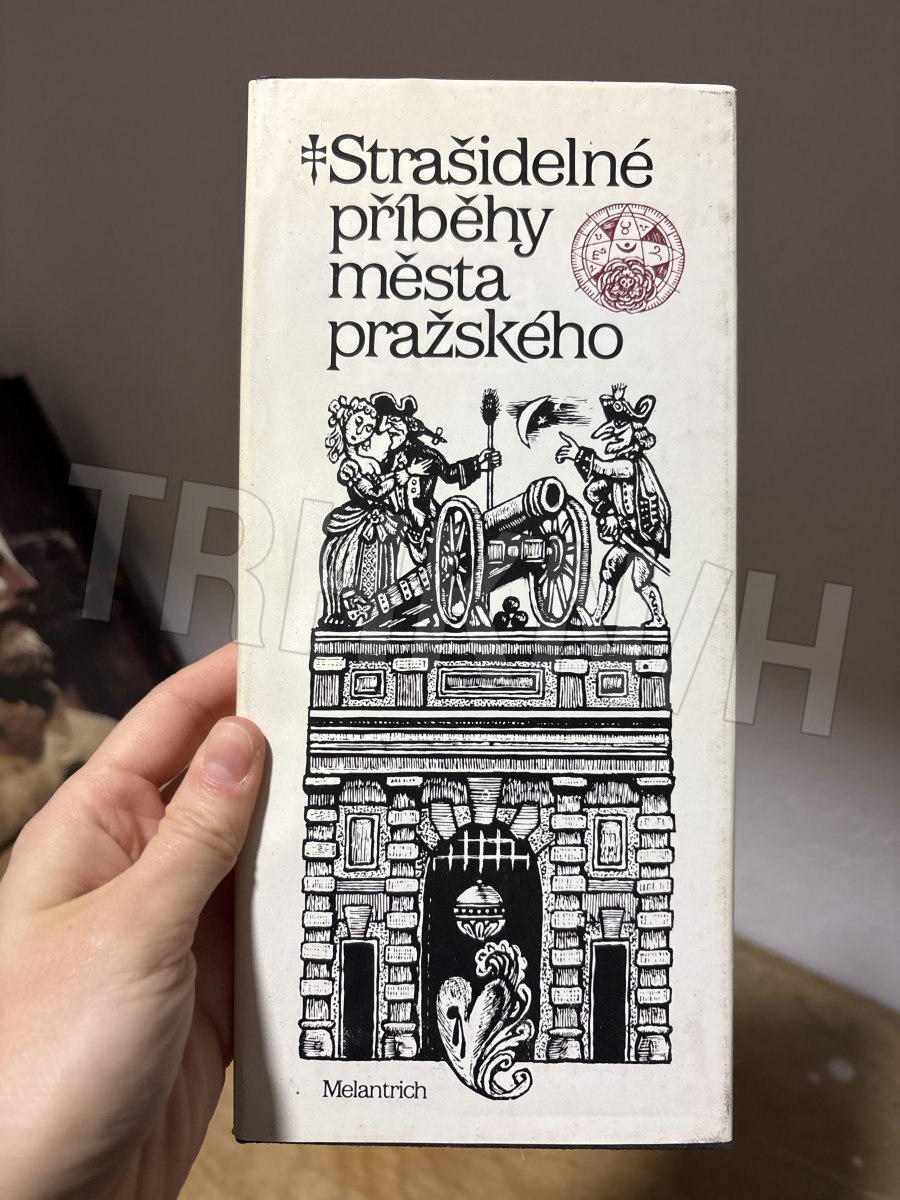 ‡Strašidelné
příběhy
města
pražského
Melantrich